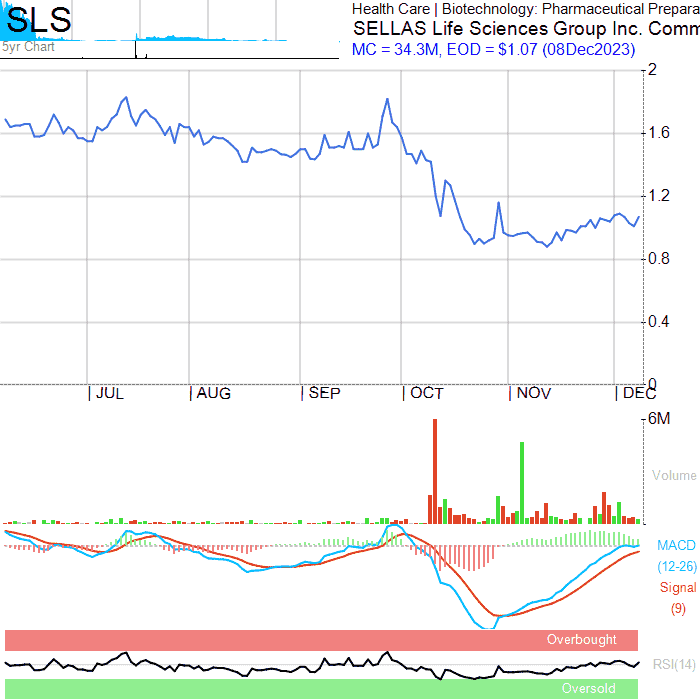 SLS
5yr Chart
Health Care | Biotechnology: Pharmaceutical Prepara
SELLAS Life Sciences Group Inc. Comm
MC = 34.3M, EOD = $1.07 (08Dec2023)
2
1.6
1.2
0.8
0.4
0
JUL AUG SEP OCT NOV DEC
6M
Volume
MACD
(12-26)
Signal
(9)
Overbought
RSI(14)
Oversold